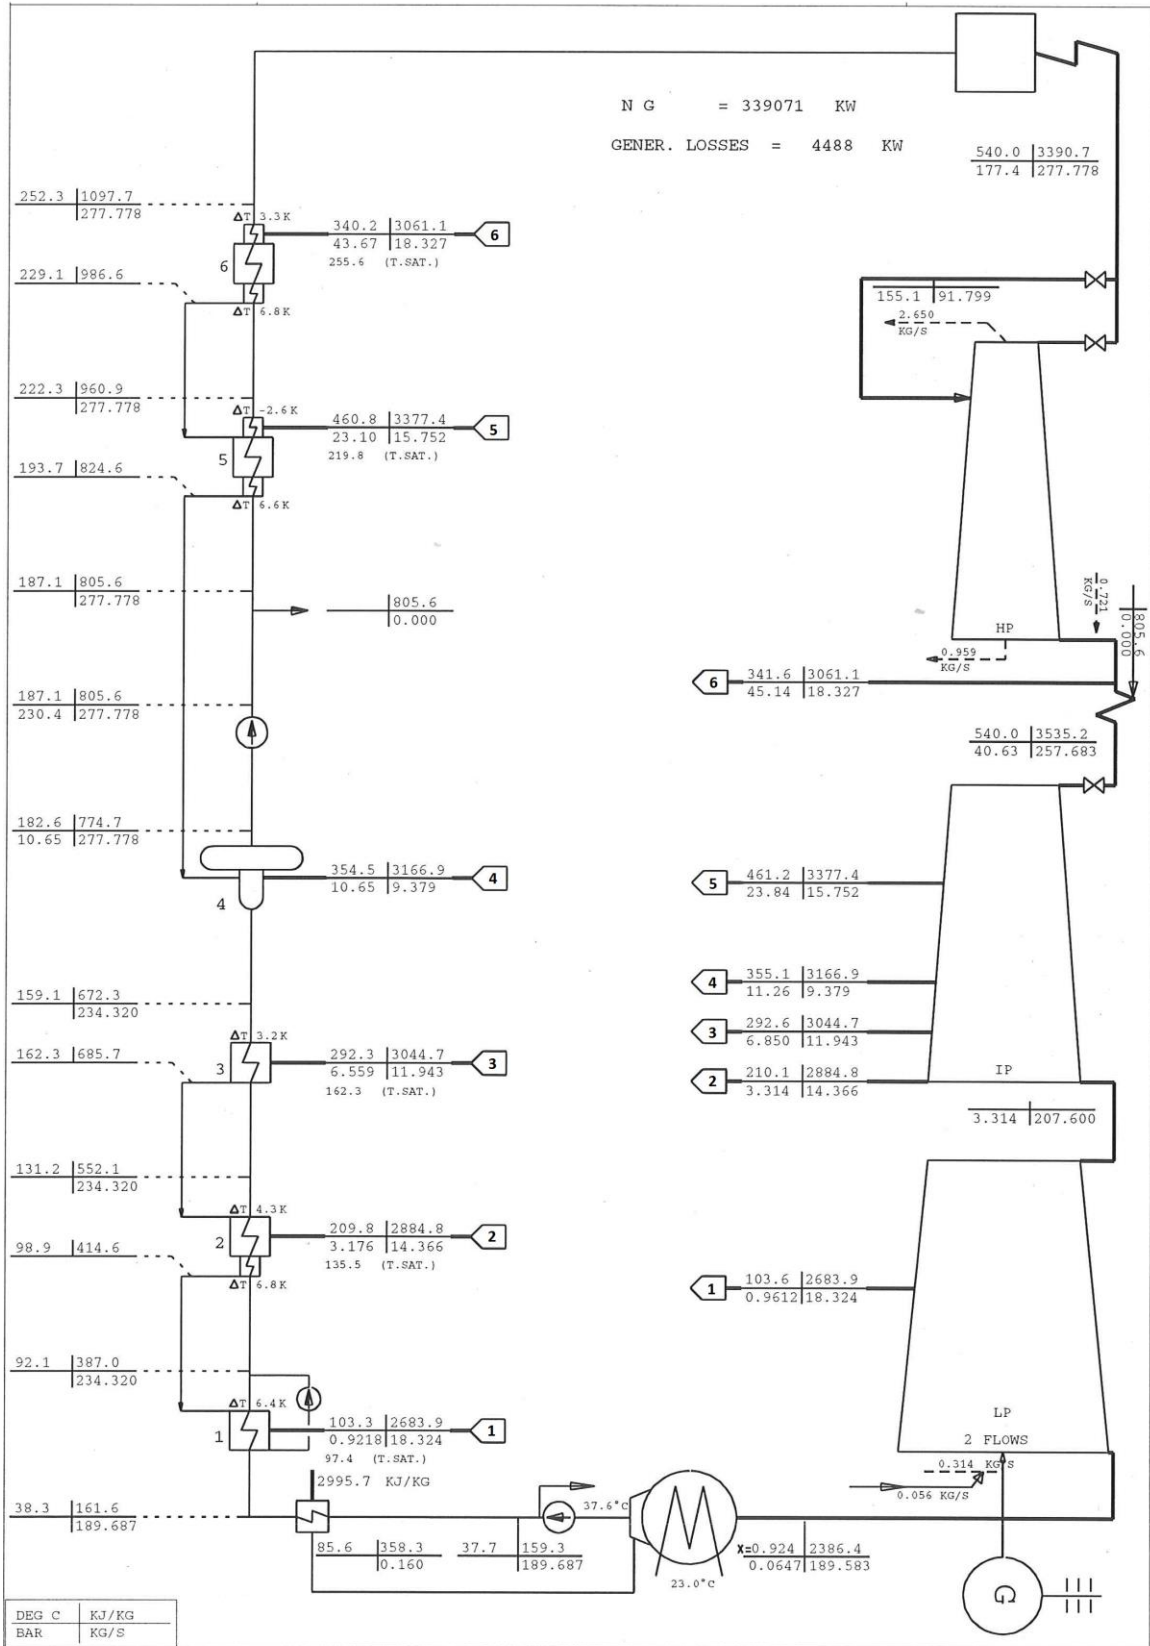 N G = 339071 KW
GENER. LOSSES = 4488 KW
540.0 3390.7
177.4 277.778
252.3 1097.7
277.778
ΔT 3.3K
340.2 3061.1
43.67 18.327
255.6 (T.SAT.)
6
6
229.1 986.6
ΔT 6.8K
155.1 91.799
2.650
KG/S
222.3 960.9
277.778
ΔT -2.6K
460.8 3377.4
23.10 15.752
219.8 (T.SAT.)
5
5
193.7 824.6
ΔT 6.6K
187.1 805.6
277.778
805.6
0.000
HP
0.721
KG/S
805.6
0.000
0.959
KG/S
6
341.6 3061.1
45.14 18.327
187.1 805.6
230.4 277.778
540.0 3535.2
40.63 257.683
182.6 774.7
10.65 277.778
354.5 3166.9
10.65 9.379
4
4
5
461.2 3377.4
23.84 15.752
4
355.1 3166.9
11.26 9.379
159.1 672.3
234.320
3
292.6 3044.7
6.850 11.943
ΔT 3.2K
162.3 685.7
3
292.3 3044.7
6.559 11.943
162.3 (T.SAT.)
3
2
210.1 2884.8
3.314 14.366
IP
3.314 207.600
131.2 552.1
234.320
ΔT 4.3K
2
209.8 2884.8
3.176 14.366
135.5 (T.SAT.)
2
98.9 414.6
ΔT 6.8K
1
103.6 2683.9
0.9612 18.324
92.1 387.0
234.320
ΔT 6.4K
1
103.3 2683.9
0.9218 18.324
97.4 (T.SAT.)
1
LP
2 FLOWS
2995.7 KJ/KG
0.314 KG/S
0.056 KG/S
38.3 161.6
189.687
37.6°C
85.6 358.3
0.160
37.7 159.3
189.687
23.0°C
X=0.924 2386.4
0.0647 189.583
G
DEG C KJ/KG
BAR KG/S